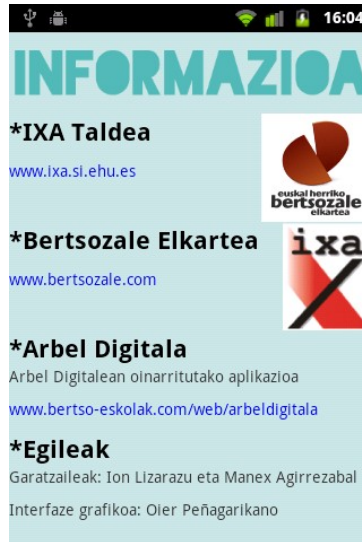 16:04
INFORMAZIOA
*IXA Taldea
www.ixa.si.ehu.es
euskal herriko
bertsozale
elkartea
*Bertsozale Elkartea
ixa
www.bertsozale.com
*Arbel Digitala
Arbel Digitalean oinarritutako aplikazioa
www.bertso-eskolak.com/web/arbeldigitala
*Egileak
Garatzaileak: Ion Lizarazu eta Manex Agirrezabal
Interfaze grafikoa: Oier Peñagarikano